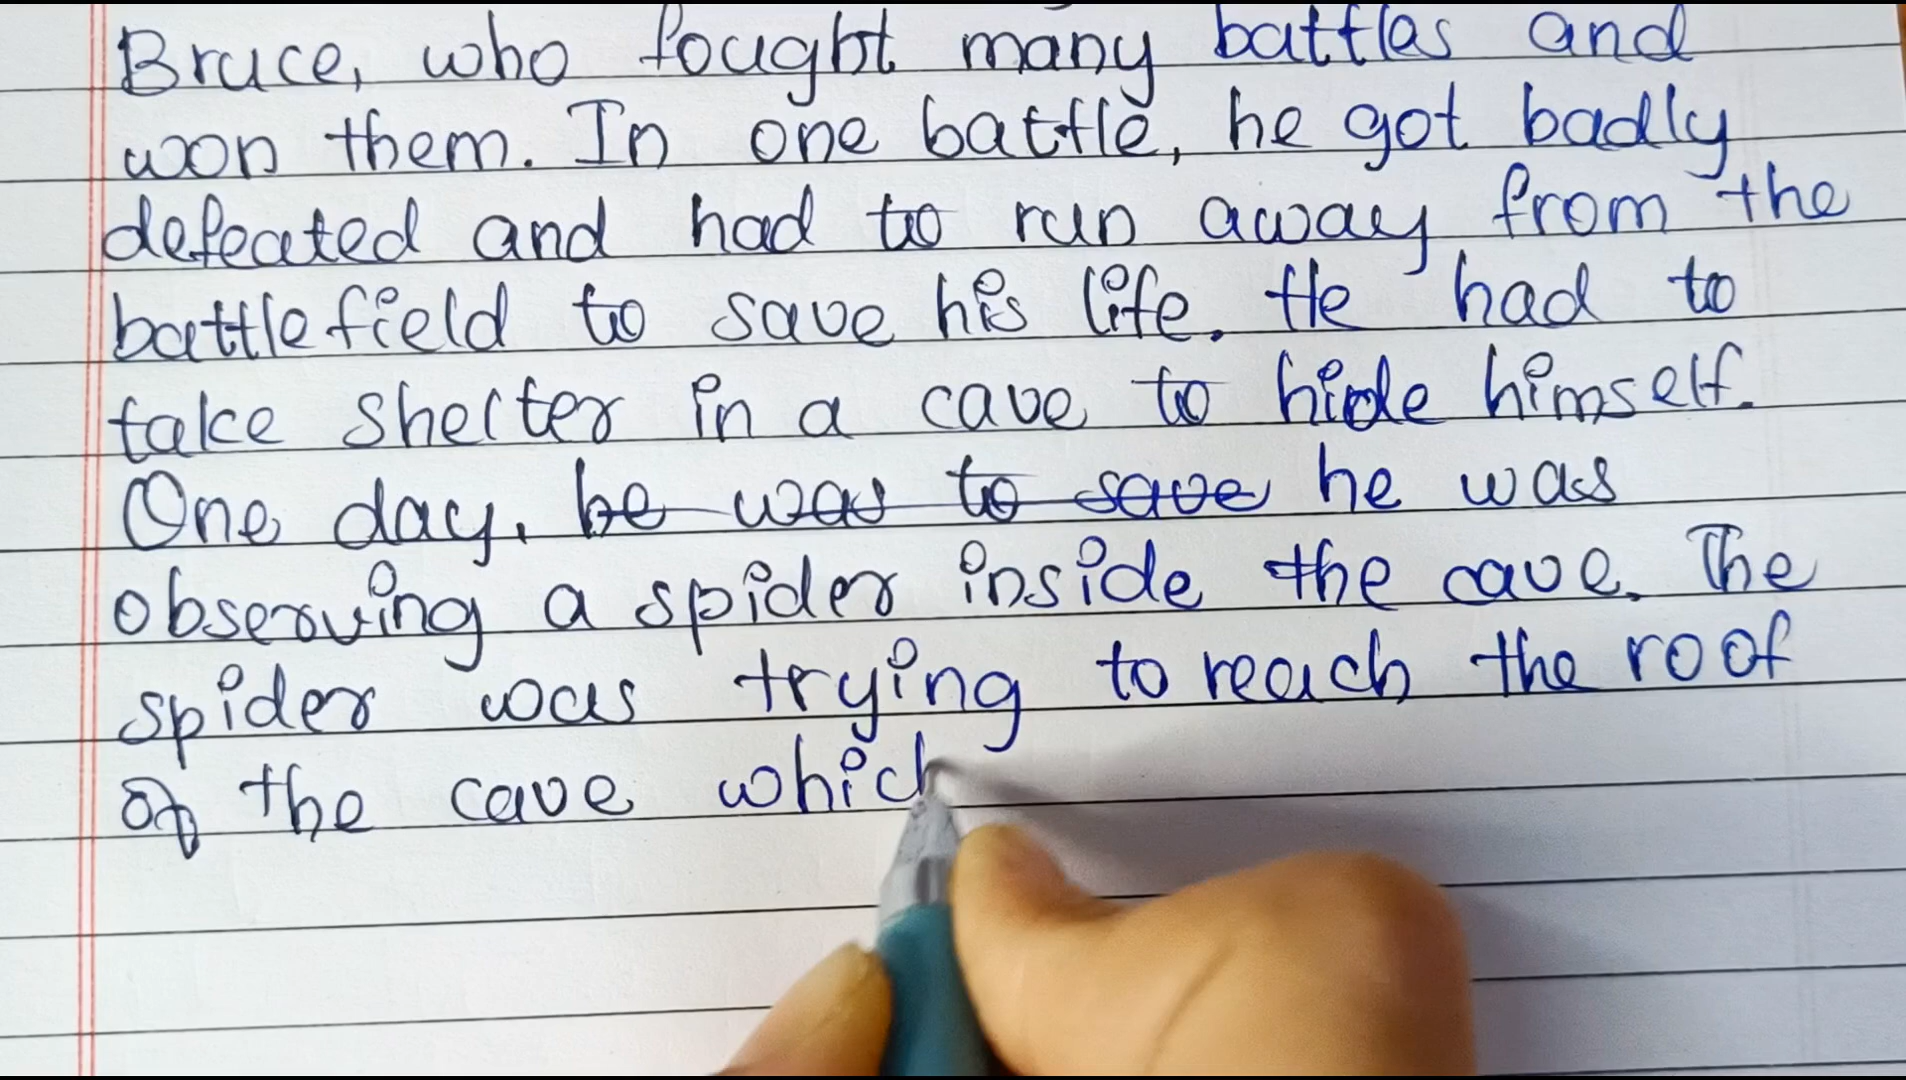 Bruce, who fought many battles and
won them. In one battle, he got badly
defeated and had to run away from the
battlefield to save his life. He had to
take shelter in a cave to hide himself.
One day, he was to save he was
observing a spider inside the cave. The
spider was trying to reach the roof
of the cave which